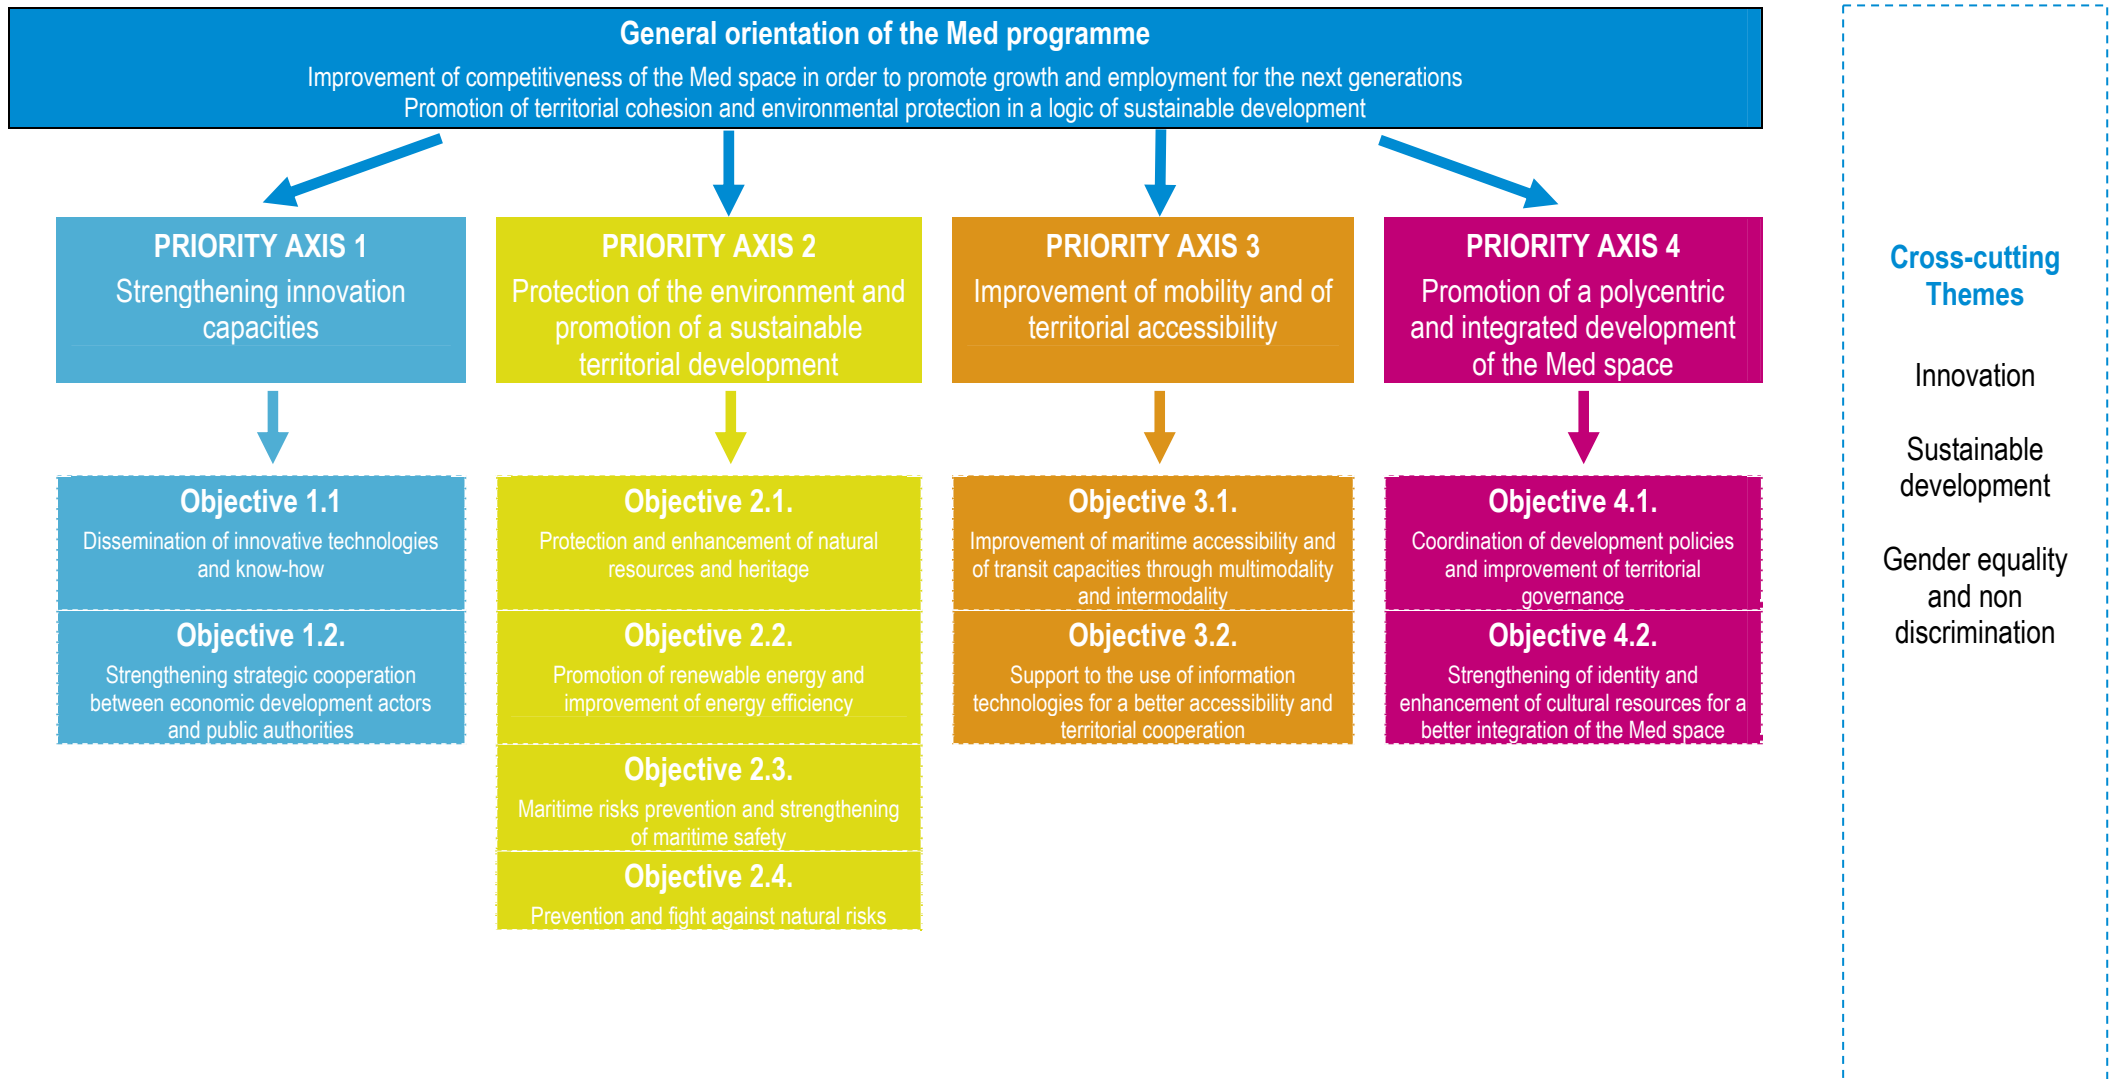 General orientation of the Med programme
Improvement of competitiveness of the Med space in order to promote growth and employment for the next generations
Promotion of territorial cohesion and environmental protection in a logic of sustainable development
PRIORITY AXIS 1
Strengthening innovation
capacities
PRIORITY AXIS 2
Protection of the environment and
promotion of a sustainable
territorial development
PRIORITY AXIS 3
Improvement of mobility and of
territorial accessibility
PRIORITY AXIS 4
Promotion of a polycentric
and integrated development
of the Med space
Objective 1.1
Dissemination of innovative technologies
and know-how
Objective 1.2.
Strengthening strategic cooperation
between economic development actors
and public authorities
Objective 2.1.
Protection and enhancement of natural
resources and heritage
Objective 2.2.
Promotion of renewable energy and
improvement of energy efficiency
Objective 2.3.
Maritime risks prevention and strengthening
of maritime safety
Objective 2.4.
Prevention and fight against natural risks
Objective 3.1.
Improvement of maritime accessibility and
of transit capacities through multimodality
and intermodality
Objective 3.2.
Support to the use of information
technologies for a better accessibility and
territorial cooperation
Objective 4.1.
Coordination of development policies
and improvement of territorial
governance
Objective 4.2.
Strengthening of identity and
enhancement of cultural resources for a
better integration of the Med space
Cross-cutting
Themes
Innovation
Sustainable
development
Gender equality
and non
discrimination